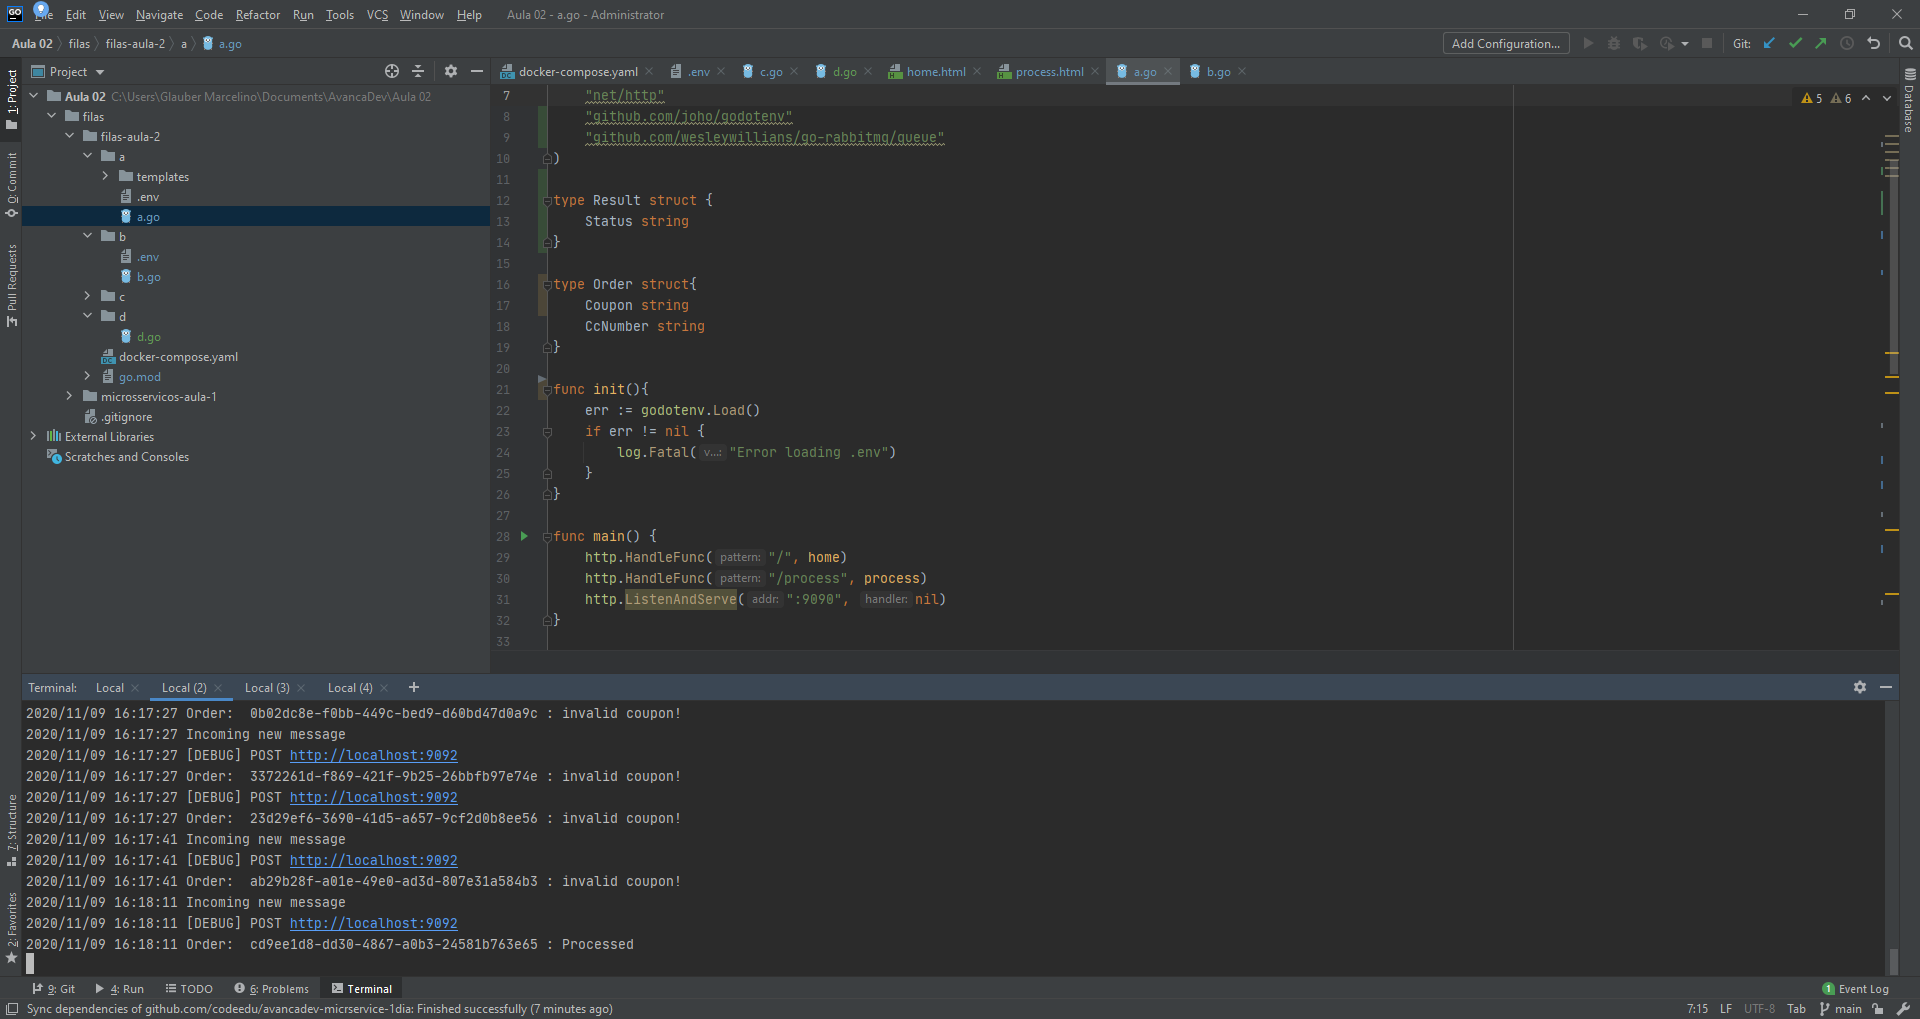 GO File Edit View Navigate Code Refactor Run Tools VCS Window Help Aula 02 - a.go - Administrator
Aula 02 filas filas-aula-2 a a.go Add Configuration... Git:
Project docker-compose.yaml .env c.go d.go home.html process.html a.go b.go
1: Project
0: Commit
Pull Requests
7: Structure
2: Favorites
Database
Aula 02 C:\Users\Glauber Marcelino\Documents\AvancaDev\Aula 02
filas
filas-aula-2
a
templates
.env
a.go
b
.env
b.go
c
d
d.go
docker-compose.yaml
go.mod
microsservicos-aula-1
.gitignore
External Libraries
Scratches and Consoles
5 6
7 "net/http"
8 "github.com/joho/godotenv"
9 "github.com/wesleywillians/go-rabbitmq/queue"
10 )
11
12 type Result struct {
13 Status string
14 }
15
16 type Order struct{
17 Coupon string
18 CcNumber string
19 }
20
21 func init(){
22 err := godotenv.Load()
23 if err != nil {
24 log.Fatal( v...: "Error loading .env")
25 }
26 }
27
28 func main() {
29 http.HandleFunc( pattern: "/", home)
30 http.HandleFunc( pattern: "/process", process)
31 http.ListenAndServe( addr: ":9090", handler: nil)
32 }
33
Terminal: Local Local (2) Local (3) Local (4) +
2020/11/09 16:17:27 Order:  0b02dc8e-f0bb-449c-bed9-d60bd47d0a9c : invalid coupon!
2020/11/09 16:17:27 Incoming new message
2020/11/09 16:17:27 [DEBUG] POST http://localhost:9092
2020/11/09 16:17:27 Order:  3372261d-f869-421f-9b25-26bbfb97e74e : invalid coupon!
2020/11/09 16:17:27 [DEBUG] POST http://localhost:9092
2020/11/09 16:17:27 Order:  23d29ef6-3690-41d5-a657-9cf2d0b8ee56 : invalid coupon!
2020/11/09 16:17:41 Incoming new message
2020/11/09 16:17:41 [DEBUG] POST http://localhost:9092
2020/11/09 16:17:41 Order:  ab29b28f-a01e-49e0-ad3d-807e31a584b3 : invalid coupon!
2020/11/09 16:18:11 Incoming new message
2020/11/09 16:18:11 [DEBUG] POST http://localhost:9092
2020/11/09 16:18:11 Order:  cd9ee1d8-dd30-4867-a0b3-24581b763e65 : Processed
9: Git 4: Run TODO 6: Problems Terminal 1 Event Log
Sync dependencies of github.com/codeedu/avancadev-micrservice-1dia: Finished successfully (7 minutes ago) 7:15 LF UTF-8 Tab main